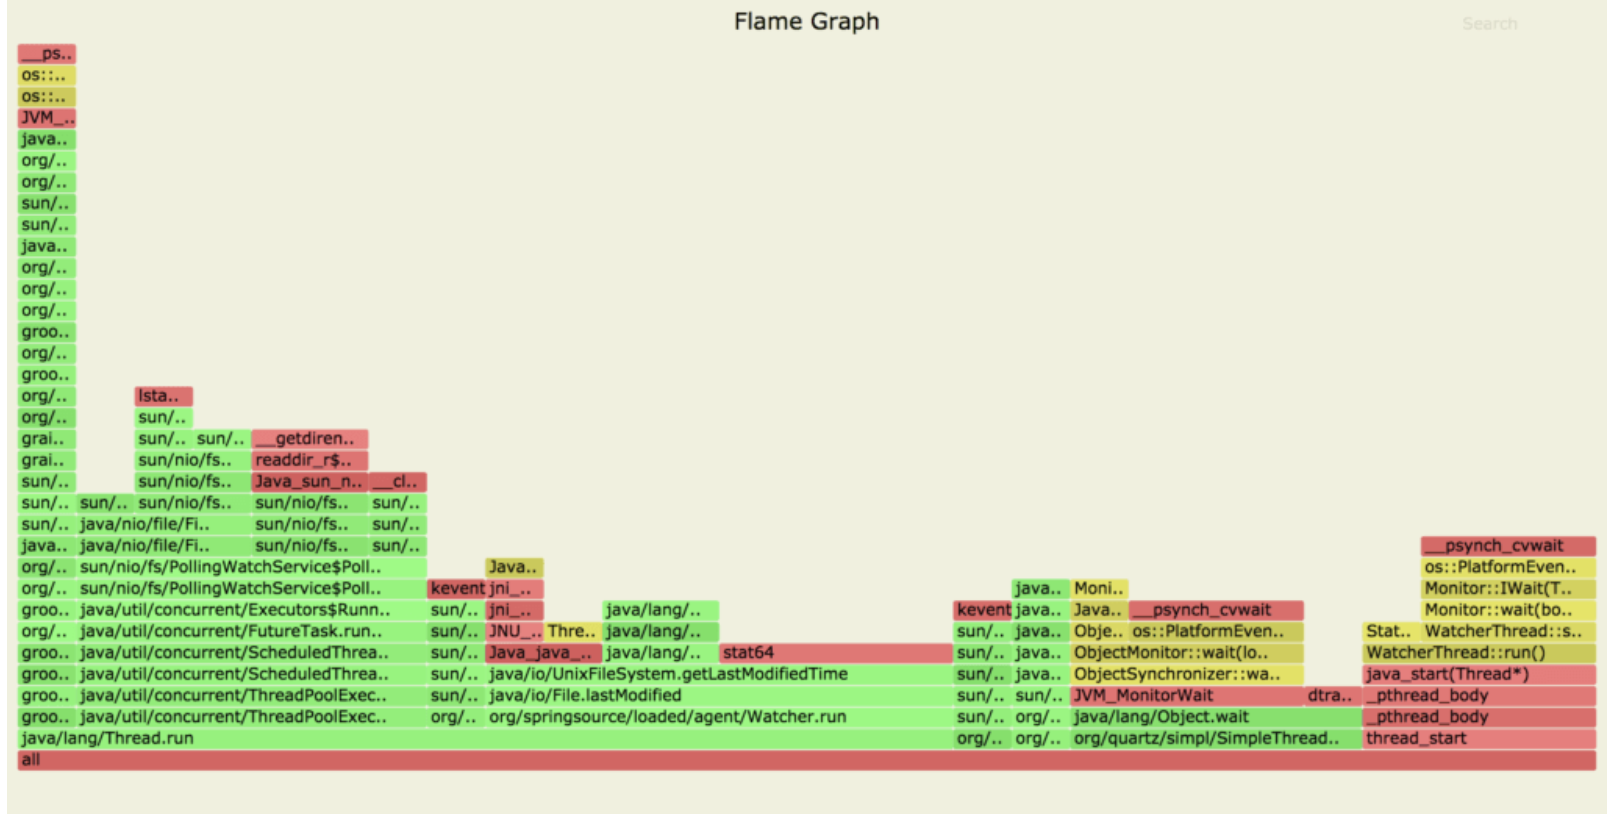 Flame Graph
Search
__ps..
os::..
os::..
JVM_..
java..
org/..
org/..
sun/..
sun/..
java..
org/..
org/..
org/..
groo..
org/..
groo..
org/.. lsta..
org/.. sun/..
grai.. sun/.. sun/.. __getdiren..
grai.. sun/nio/fs.. readdir_r$..
sun/.. sun/nio/fs.. Java_sun_n.. __cl..
sun/.. sun/.. sun/nio/fs.. sun/nio/fs.. sun/..
sun/.. java/nio/file/Fi.. sun/nio/fs.. sun/..
java.. java/nio/file/Fi.. sun/nio/fs.. sun/.. __psynch_cvwait
org/.. sun/nio/fs/PollingWatchService$Poll.. Java.. os::PlatformEven..
org/.. sun/nio/fs/PollingWatchService$Poll.. kevent jni_.. java.. Moni.. Monitor::IWait(T..
groo.. java/util/concurrent/Executors$Runn.. sun/.. jni_.. java/lang/.. kevent java.. Java.. __psynch_cvwait Monitor::wait(bo..
org/.. java/util/concurrent/FutureTask.run.. sun/.. JNU_.. Thre.. java/lang/.. sun/.. java.. Obje.. os::PlatformEven.. Stat.. WatcherThread::s..
groo.. java/util/concurrent/ScheduledThrea.. sun/.. Java_java_.. java/lang/.. stat64 sun/.. java.. ObjectMonitor::wait(lo.. WatcherThread::run()
groo.. java/util/concurrent/ScheduledThrea.. sun/.. java/io/UnixFileSystem.getLastModifiedTime sun/.. java.. ObjectSynchronizer::wa.. java_start(Thread*)
groo.. java/util/concurrent/ThreadPoolExec.. sun/.. java/io/File.lastModified sun/.. sun/.. JVM_MonitorWait dtra.. _pthread_body
groo.. java/util/concurrent/ThreadPoolExec.. org/.. org/springsource/loaded/agent/Watcher.run sun/.. org/.. java/lang/Object.wait _pthread_body
java/lang/Thread.run org/.. org/.. org/quartz/simpl/SimpleThread.. thread_start
all